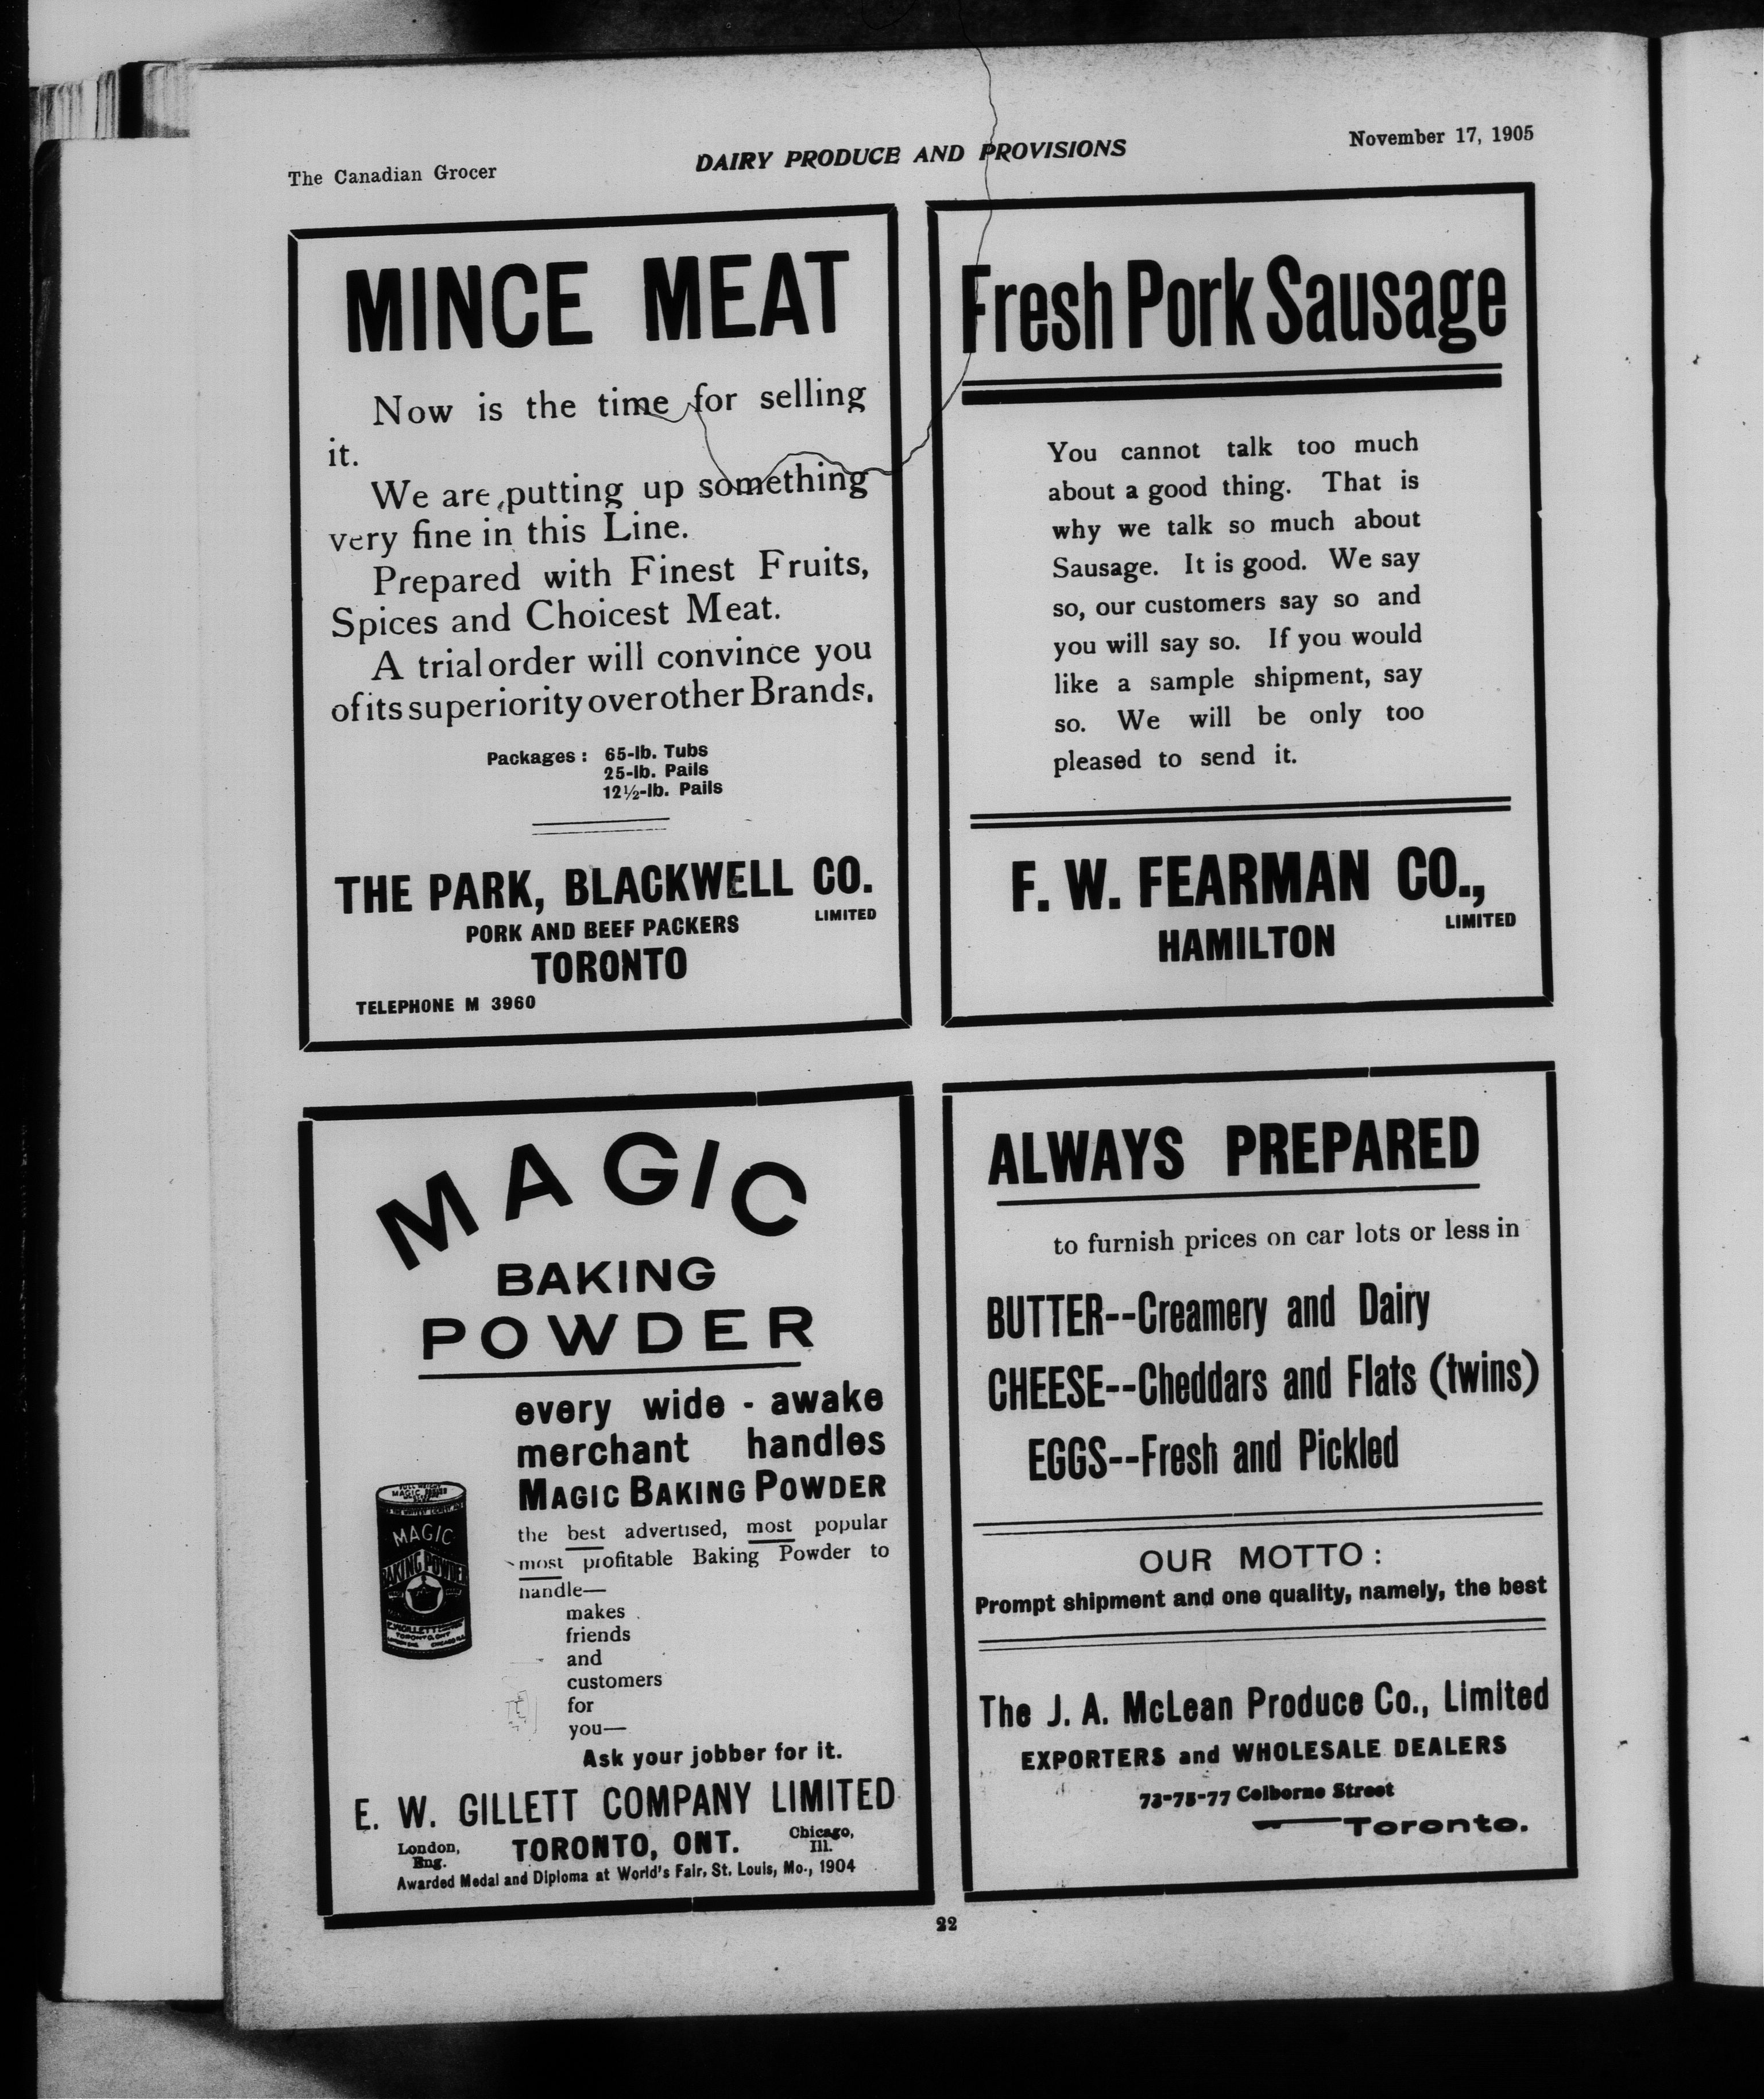 The Canadian Grocer
DAIRY PRODUCE AND PROVISIONS
November 17, 1905
MINCE MEAT
Now is the time for selling
it.
We are putting up something
very fine in this Line.
Prepared with Finest Fruits,
Spices and Choicest Meat.
A trial order will convince you
of its superiority over other Brands.
Packages: 65-lb. Tubs
25-lb. Pails
12½-lb. Pails
THE PARK, BLACKWELL CO.
LIMITED
PORK AND BEEF PACKERS
TORONTO
TELEPHONE M 3960
Fresh Pork Sausage
You cannot talk too much
about a good thing. That is
why we talk so much about
Sausage. It is good. We say
so, our customers say so and
you will say so. If you would
like a sample shipment, say
so. We will be only too
pleased to send it.
F. W. FEARMAN CO.,
LIMITED
HAMILTON
MAGIC
BAKING
POWDER
every wide-awake
merchant handles
MAGIC BAKING POWDER
the best advertised, most popular
most profitable Baking Powder to
handle—
makes
friends
and
customers
for
you—
Ask your jobber for it.
MAGIC
BAKING POWDER
E.W.GILLETT
TORONTO, ONT.
E. W. GILLETT COMPANY LIMITED
London, Eng.
TORONTO, ONT.
Chicago, Ill.
Awarded Medal and Diploma at World's Fair, St. Louis, Mo., 1904
ALWAYS PREPARED
to furnish prices on car lots or less in
BUTTER--Creamery and Dairy
CHEESE--Cheddars and Flats (twins)
EGGS--Fresh and Pickled
OUR MOTTO:
Prompt shipment and one quality, namely, the best
The J. A. McLean Produce Co., Limited
EXPORTERS and WHOLESALE DEALERS
73-75-77 Colborne Street
Toronto.
22